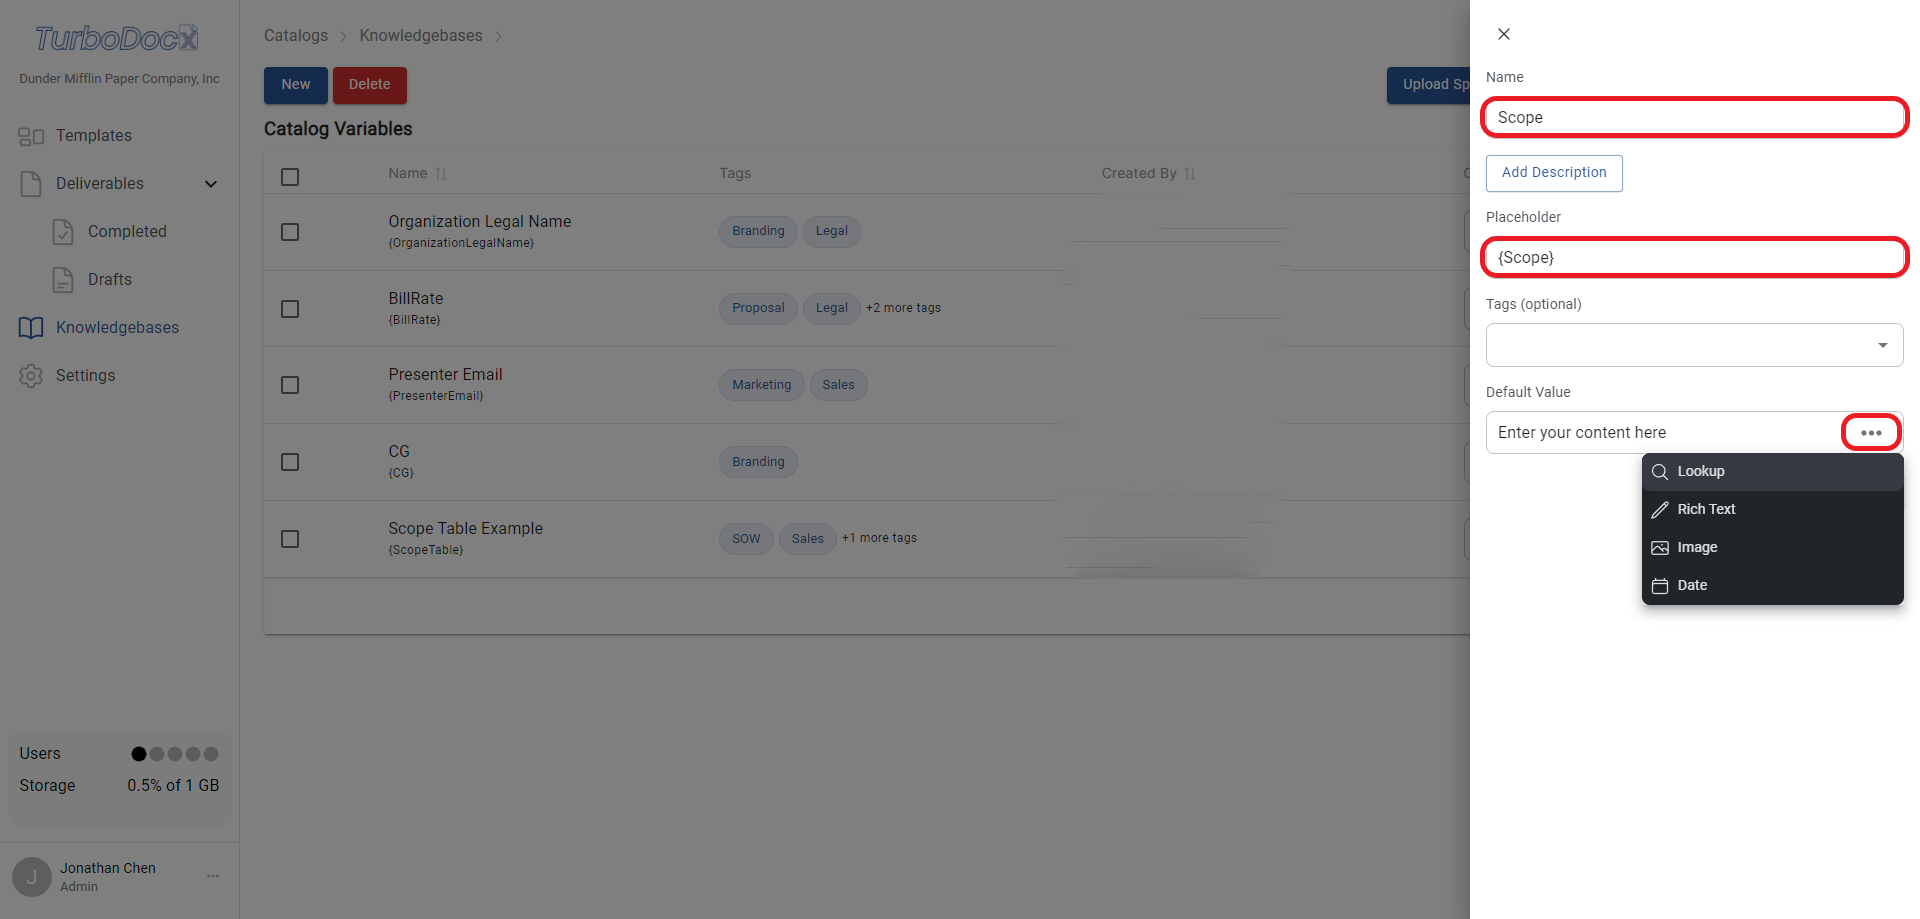 TurboDocX
Dunder Mifflin Paper Company, Inc
Templates
Deliverables
Completed
Drafts
Knowledgebases
Settings
Users
Storage 0.5% of 1 GB
J
Jonathan Chen
Admin
Catalogs > Knowledgebases >
New Delete
Catalog Variables
Name Tags Created By
Organization Legal Name
{OrganizationLegalName}
Branding Legal
BillRate
{BillRate}
Proposal Legal +2 more tags
Presenter Email
{PresenterEmail}
Marketing Sales
CG
{CG}
Branding
Scope Table Example
{ScopeTable}
SOW Sales +1 more tags
Upload Sp
Name
Scope
Add Description
Placeholder
{Scope}
Tags (optional)
Default Value
Enter your content here
Lookup
Rich Text
Image
Date